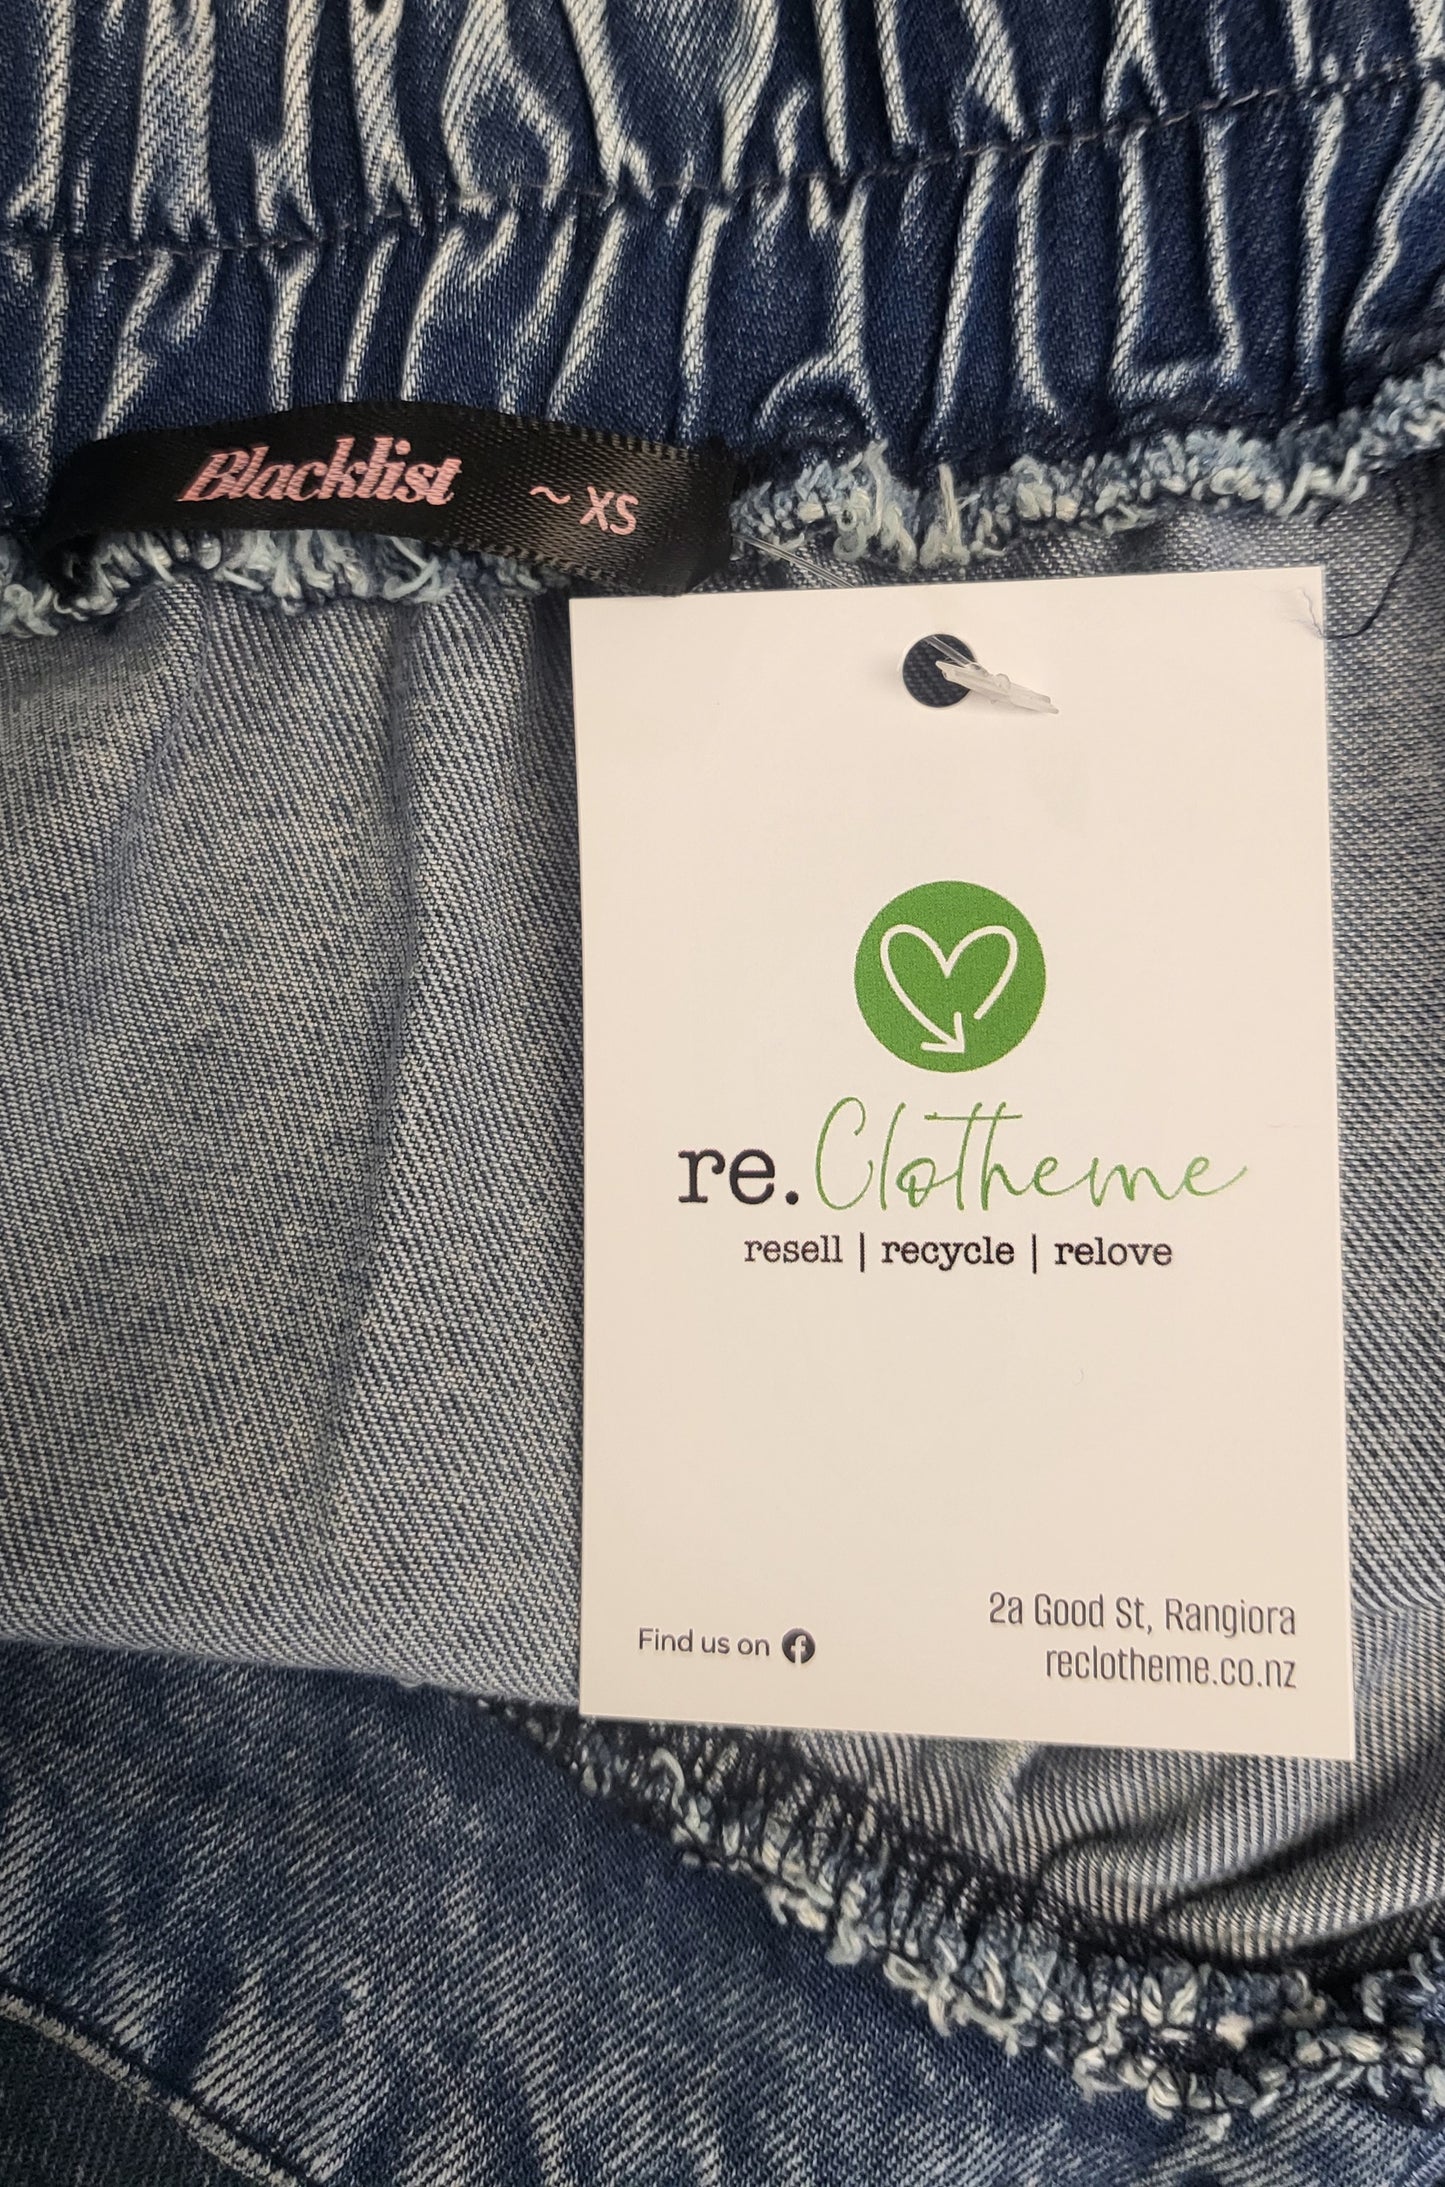 Blacklist ~ XS
re.Clotheme
resell | recycle | relove
2a Good St, Rangiora
Find us on
reclotheme.co.nz